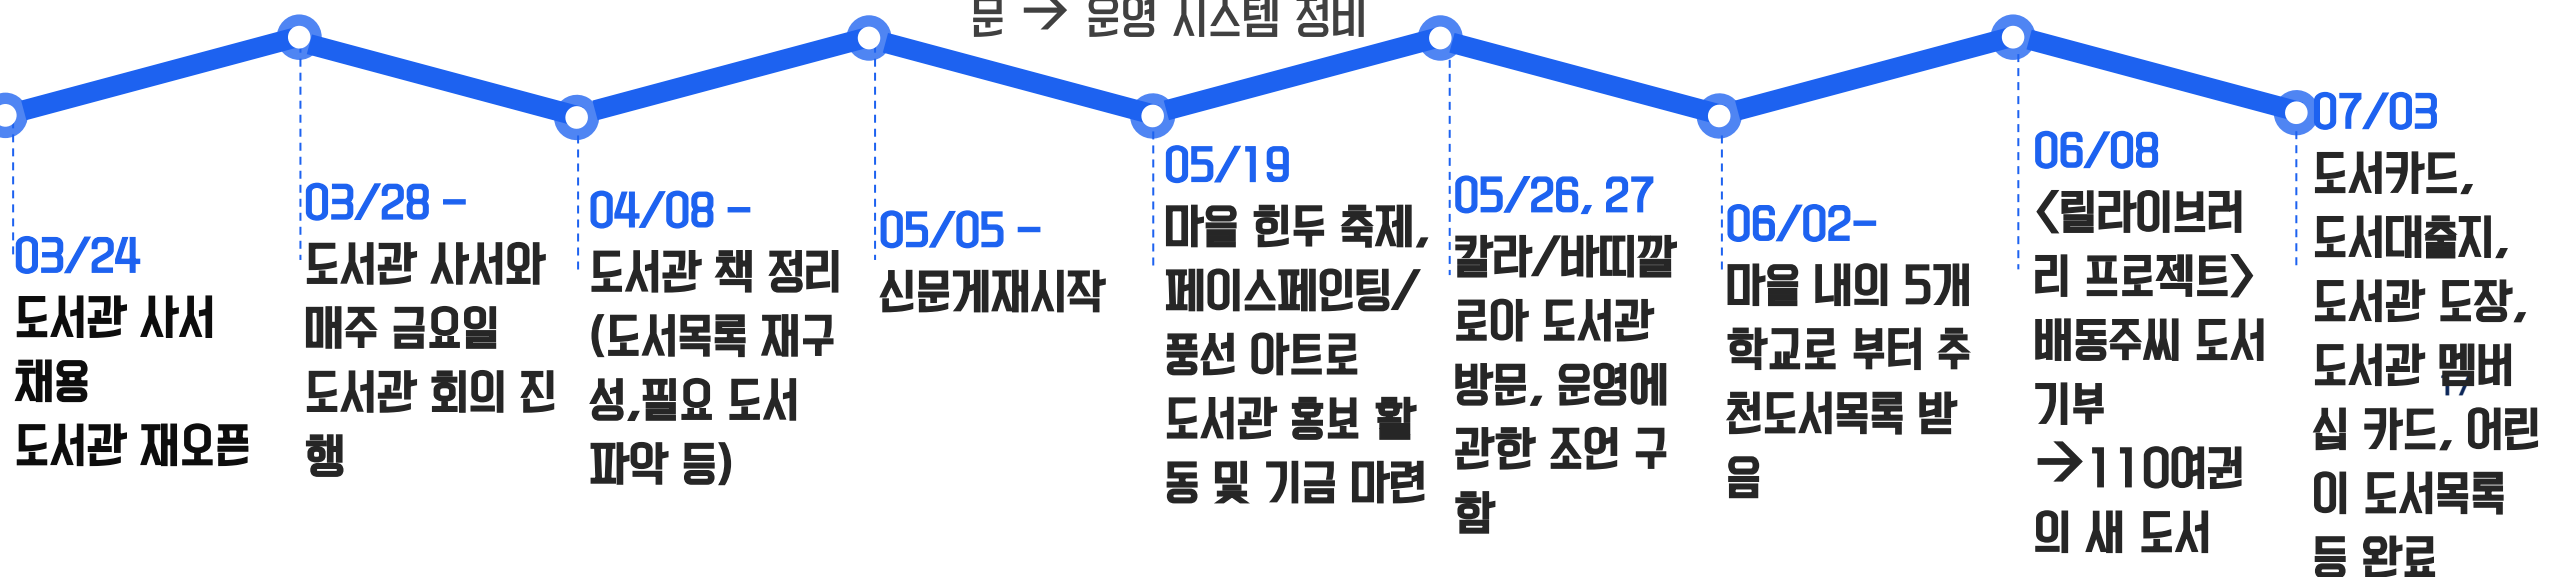 문 → 운영 시스템 정비
03/24
도서관 사서
채용
도서관 재오픈
03/28 -
도서관 사서와
매주 금요일
도서관 회의 진
행
04/08 -
도서관 책 정리
(도서목록 재구
성,필요 도서
파악 등)
05/05 -
신문게재시작
05/19
마을 힌두 축제,
페이스페인팅/
풍선 아트로
도서관 홍보 활
동 및 기금 마련
05/26, 27
칼라/바띠깔
로아 도서관
방문, 운영에
관한 조언 구
함
06/02-
마을 내의 5개
학교로 부터 추
천도서목록 받
음
06/08
<릴라이브러
리 프로젝트>
배동주씨 도서
기부
→110여권
의 새 도서
07/03
도서카드,
도서대출지,
도서관 도장,
도서관 멤버
십 카드, 어린
이 도서목록
등 완료